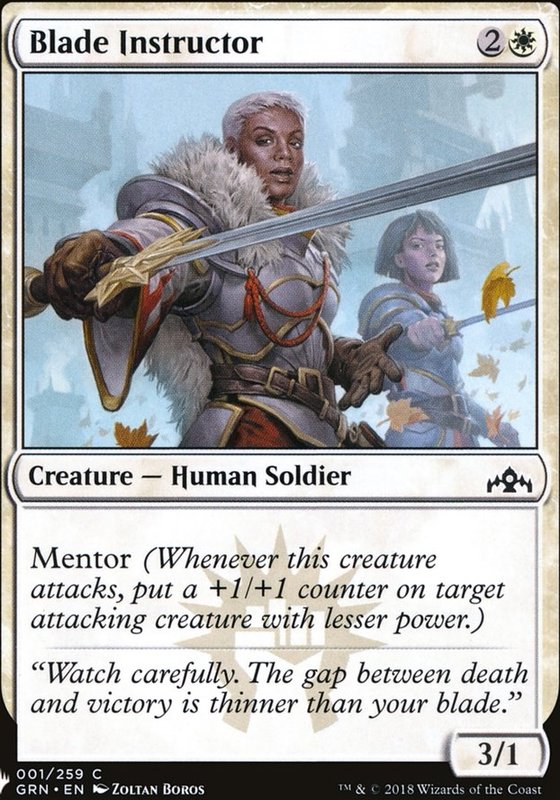 Blade Instructor 2
Creature — Human Soldier
Mentor (Whenever this creature
attacks, put a +1/+1 counter on target
attacking creature with lesser power.)
“Watch carefully. The gap between death
and victory is thinner than your blade.”
3/1
001/259 C
GRN • EN Zoltan Boros
™ & © 2018 Wizards of the Coast